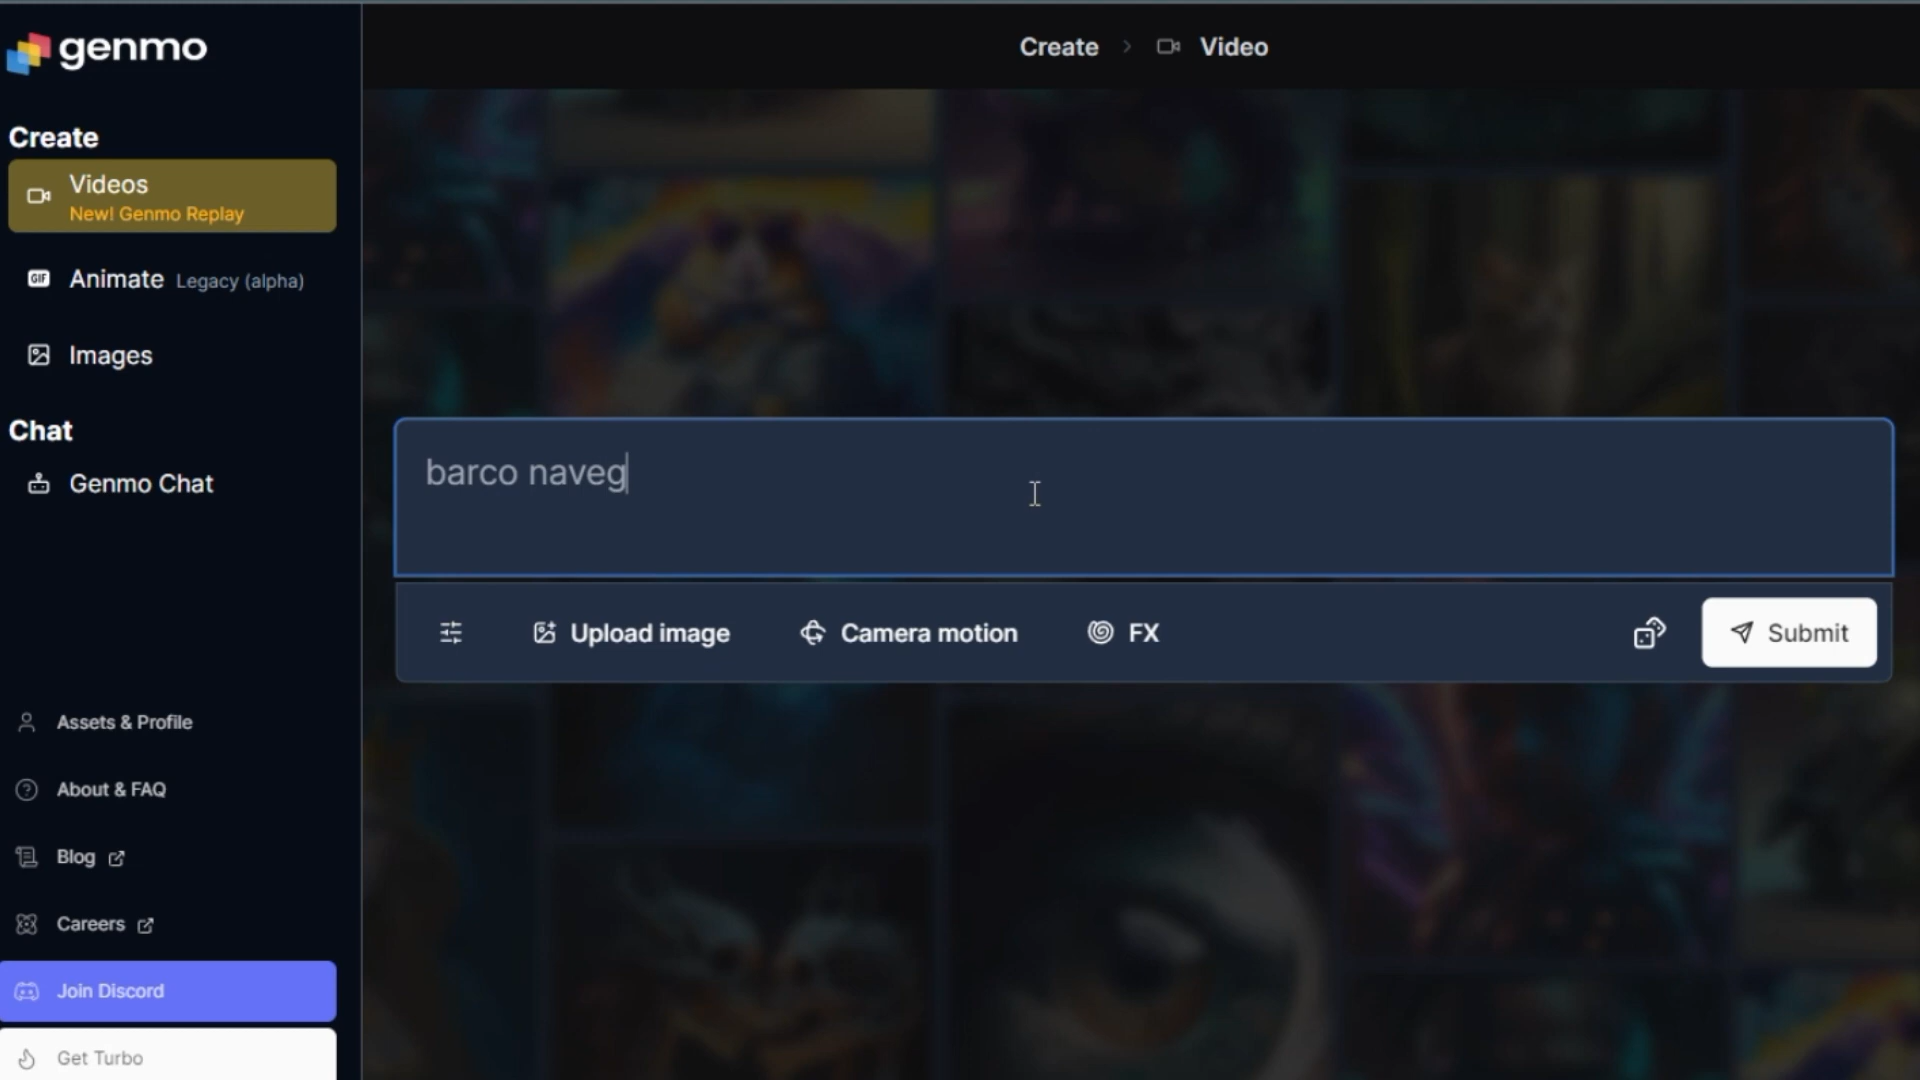 genmo
Create > Video
Create
Videos
New! Genmo Replay
GIF Animate Legacy (alpha)
Images
Chat
Genmo Chat
barco naveg
Upload image Camera motion FX Submit
Assets & Profile
About & FAQ
Blog
Careers
Join Discord
Get Turbo